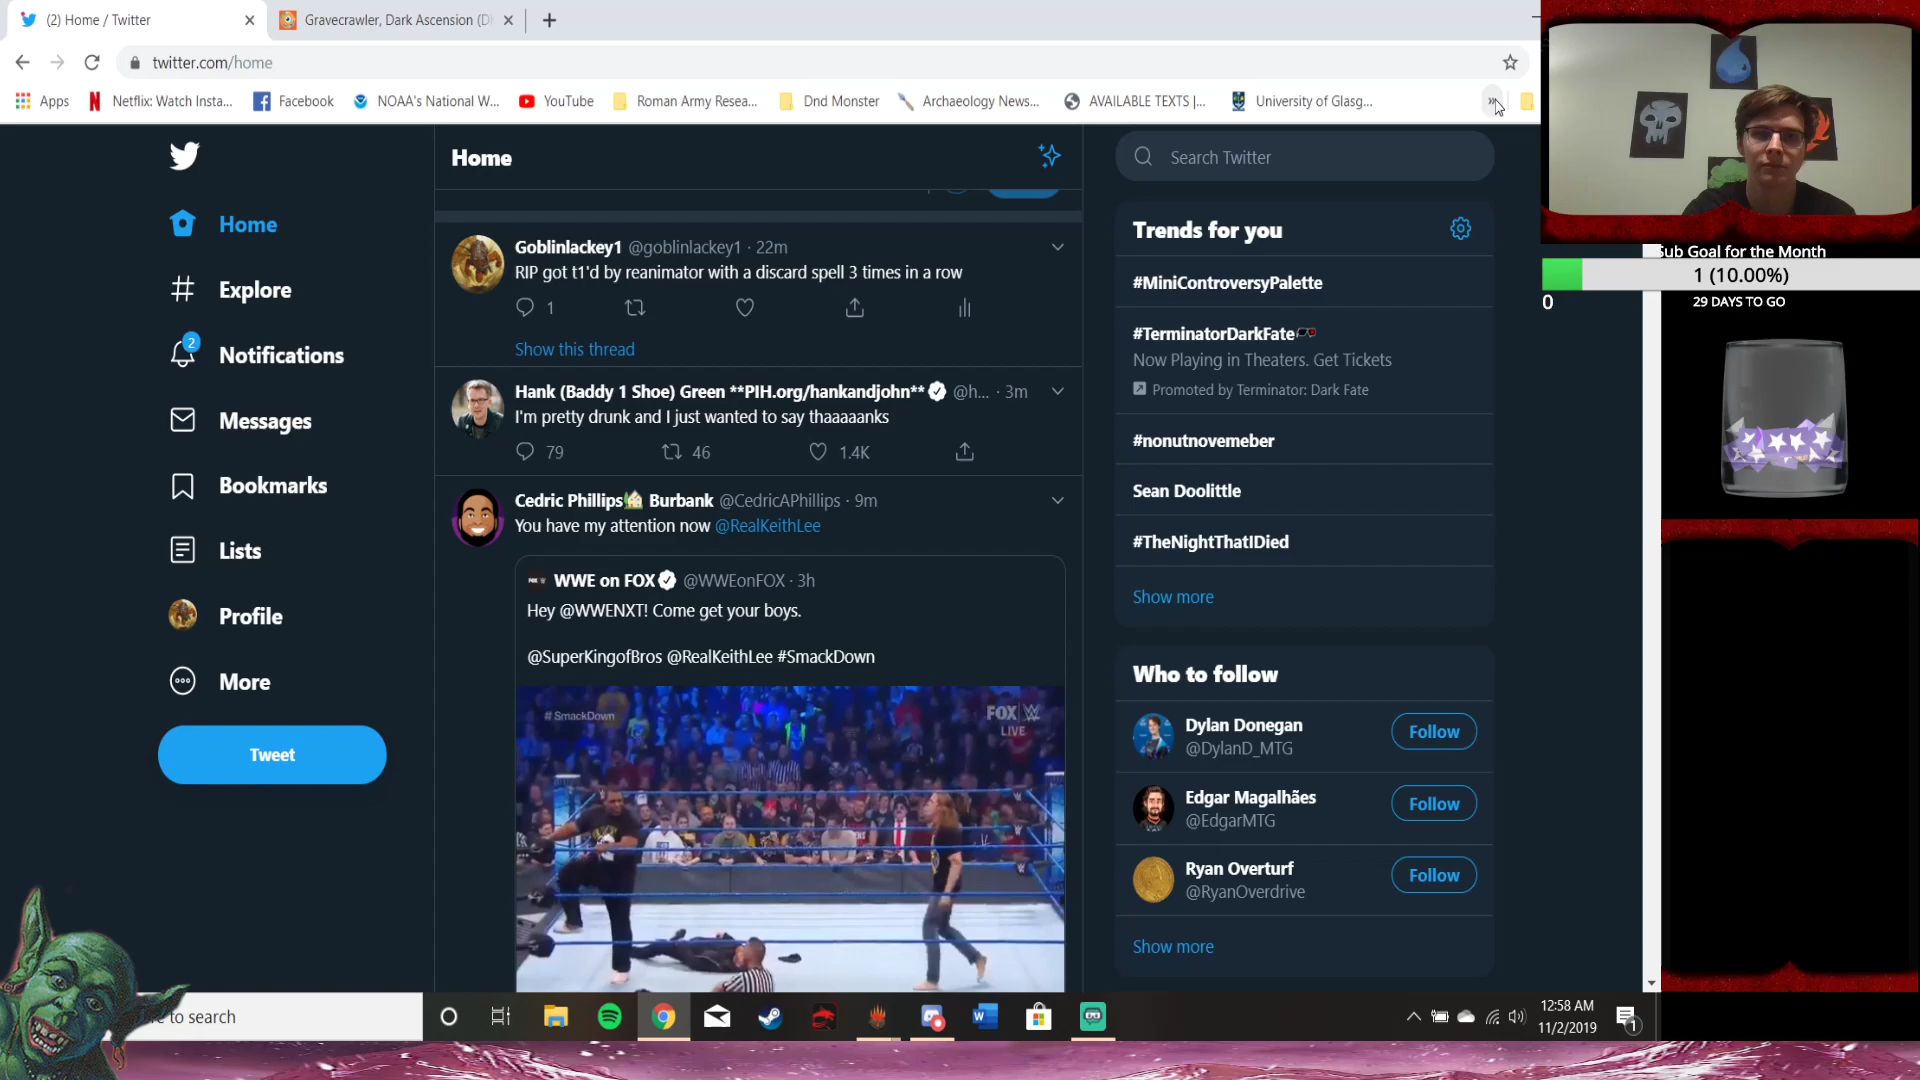 (2) Home / Twitter
Gravecrawler, Dark Ascension (D
twitter.com/home
Apps
Netflix: Watch Insta...
Facebook
NOAA's National W...
YouTube
Roman Army Resea...
Dnd Monster
Archaeology News...
AVAILABLE TEXTS |...
University of Glasg...
Home
Search Twitter
Home
Explore
2
Notifications
Messages
Bookmarks
Lists
Profile
More
Tweet
Goblinlackey1 @goblinlackey1 · 22m
RIP got t1'd by reanimator with a discard spell 3 times in a row
1
Show this thread
Hank (Baddy 1 Shoe) Green **PIH.org/hankandjohn** @h... · 3m
I'm pretty drunk and I just wanted to say thaaaaanks
79 46 1.4K
Cedric Phillips Burbank @CedricAPhillips · 9m
You have my attention now @RealKeithLee
WWE on FOX @WWEonFOX · 3h
Hey @WWENXT! Come get your boys.
@SuperKingofBros @RealKeithLee #SmackDown
#SmackDown
FOX W
LIVE
Trends for you
#MiniControversyPalette
#TerminatorDarkFate
Now Playing in Theaters. Get Tickets
Promoted by Terminator: Dark Fate
#nonutnovemeber
Sean Doolittle
#TheNightThatIDied
Show more
Who to follow
Dylan Donegan
@DylanD_MTG
Follow
Edgar Magalhães
@EdgarMTG
Follow
Ryan Overturf
@RyanOverdrive
Follow
Show more
Sub Goal for the Month
1 (10.00%)
0
29 DAYS TO GO
re to search
12:58 AM
11/2/2019
1